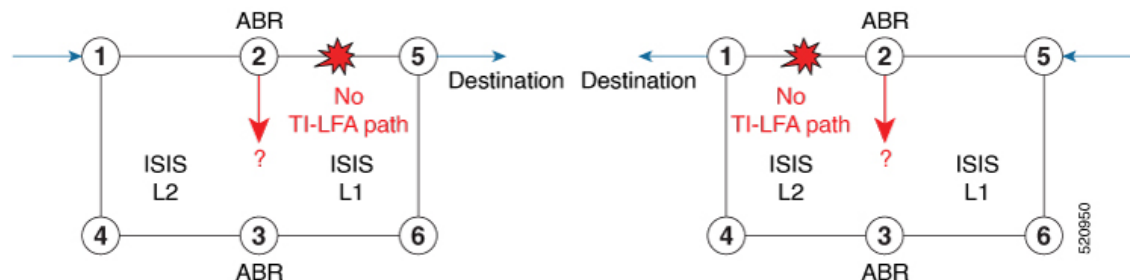 ABR
1
2
5
Destination
No
TI-LFA path
?
ISIS
L2
ISIS
L1
4
3
6
ABR
ABR
1
2
5
Destination
No
TI-LFA path
?
ISIS
L2
ISIS
L1
4
3
6
ABR
520950